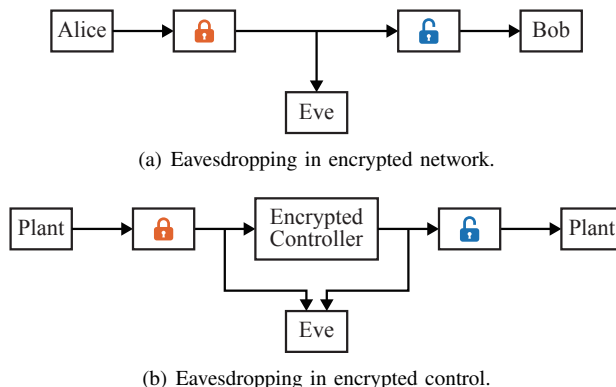 Alice
Bob
Eve
(a) Eavesdropping in encrypted network.
Plant
Encrypted
Controller
Plant
Eve
(b) Eavesdropping in encrypted control.